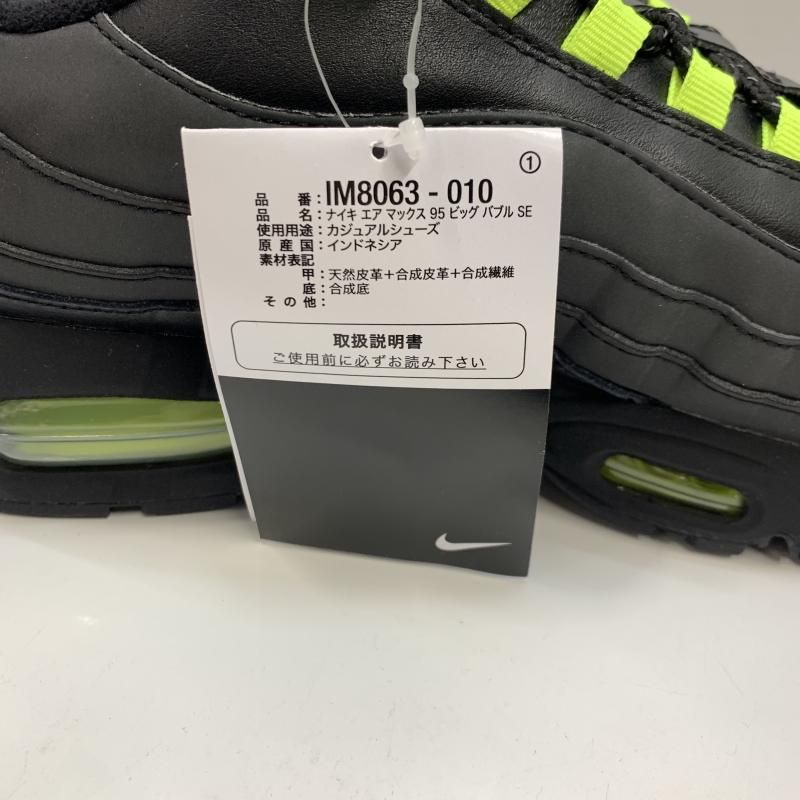 ①
品番：IM8063 - 010
品名：ナイキ エア マックス 95 ビッグ バブル SE
使用用途：カジュアルシューズ
原産国：インドネシア
素材表記
甲：天然皮革＋合成皮革＋合成繊維
底：合成底
その他：
取扱説明書
ご使用前に必ずお読み下さい